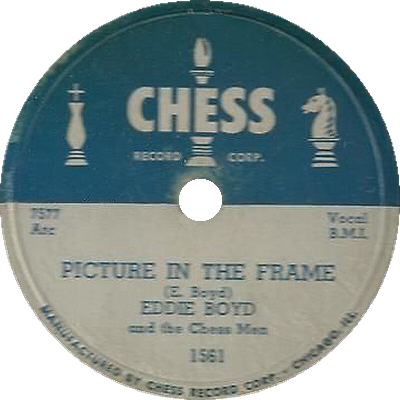 CHESS
RECORD CORP.
7577
Acc
Vocal
B.M.I.
PICTURE IN THE FRAME
(E. Boyd)
EDDIE BOYD
and the Chess Men
1561
MANUFACTURED BY CHESS RECORD CORP. - CHICAGO, ILL.